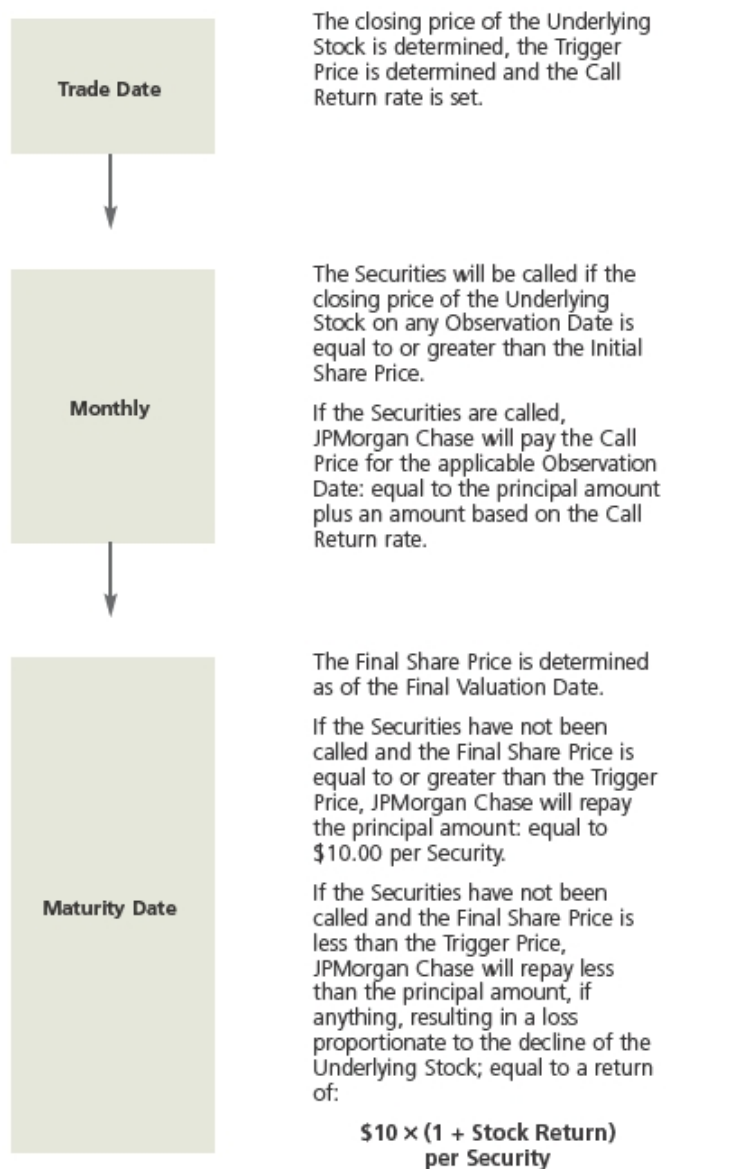 Trade Date
The closing price of the Underlying
Stock is determined, the Trigger
Price is determined and the Call
Return rate is set.
Monthly
The Securities will be called if the
closing price of the Underlying
Stock on any Observation Date is
equal to or greater than the Initial
Share Price.
If the Securities are called,
JPMorgan Chase will pay the Call
Price for the applicable Observation
Date: equal to the principal amount
plus an amount based on the Call
Return rate.
Maturity Date
The Final Share Price is determined
as of the Final Valuation Date.
If the Securities have not been
called and the Final Share Price is
equal to or greater than the Trigger
Price, JPMorgan Chase will repay
the principal amount: equal to
$10.00 per Security.
If the Securities have not been
called and the Final Share Price is
less than the Trigger Price,
JPMorgan Chase will repay less
than the principal amount, if
anything, resulting in a loss
proportionate to the decline of the
Underlying Stock; equal to a return
of:
$10 × (1 + Stock Return)
per Security